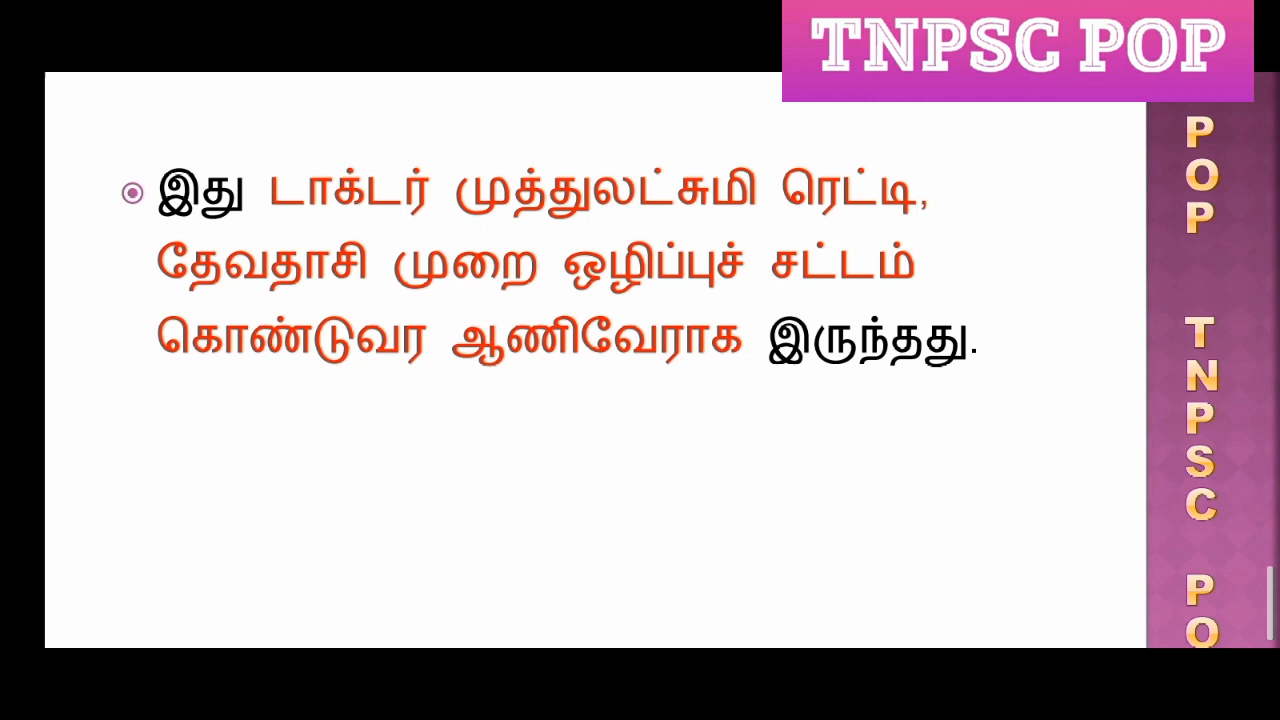 TNPSC POP
இது டாக்டர் முத்துலட்சுமி ரெட்டி,
தேவதாசி முறை ஒழிப்புச் சட்டம்
கொண்டுவர ஆணிவேராக இருந்தது.
POP TNPSC PO